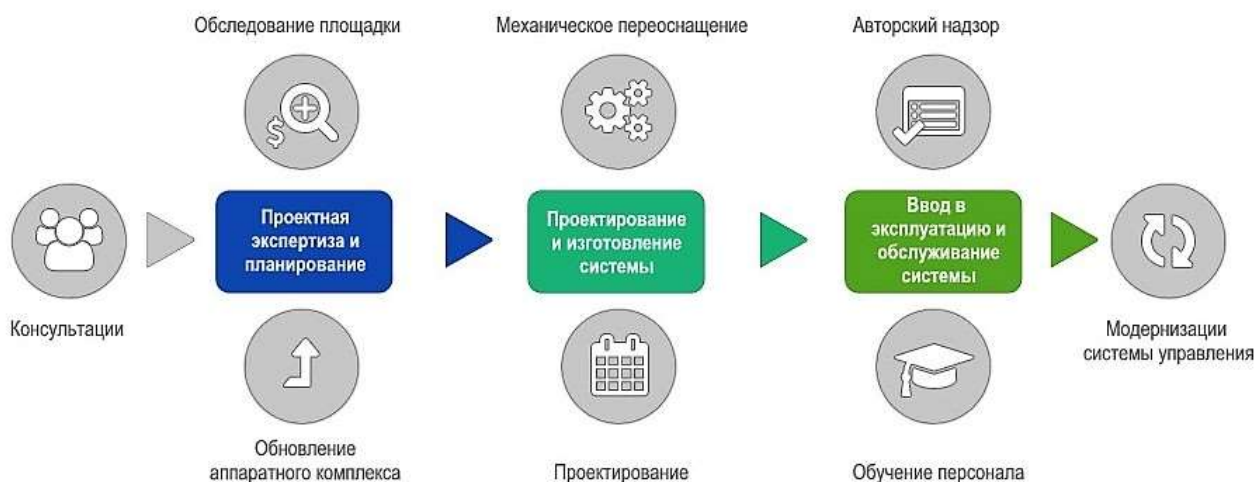 Обследование площадки
Механическое переоснащение
Авторский надзор
$
Проектная
экспертиза и
планирование
Проектирование
и изготовление
системы
Ввод в
эксплуатацию и
обслуживание
системы
Консультации
Модернизации
системы управления
Обновление
аппаратного комплекса
Проектирование
Обучение персонала